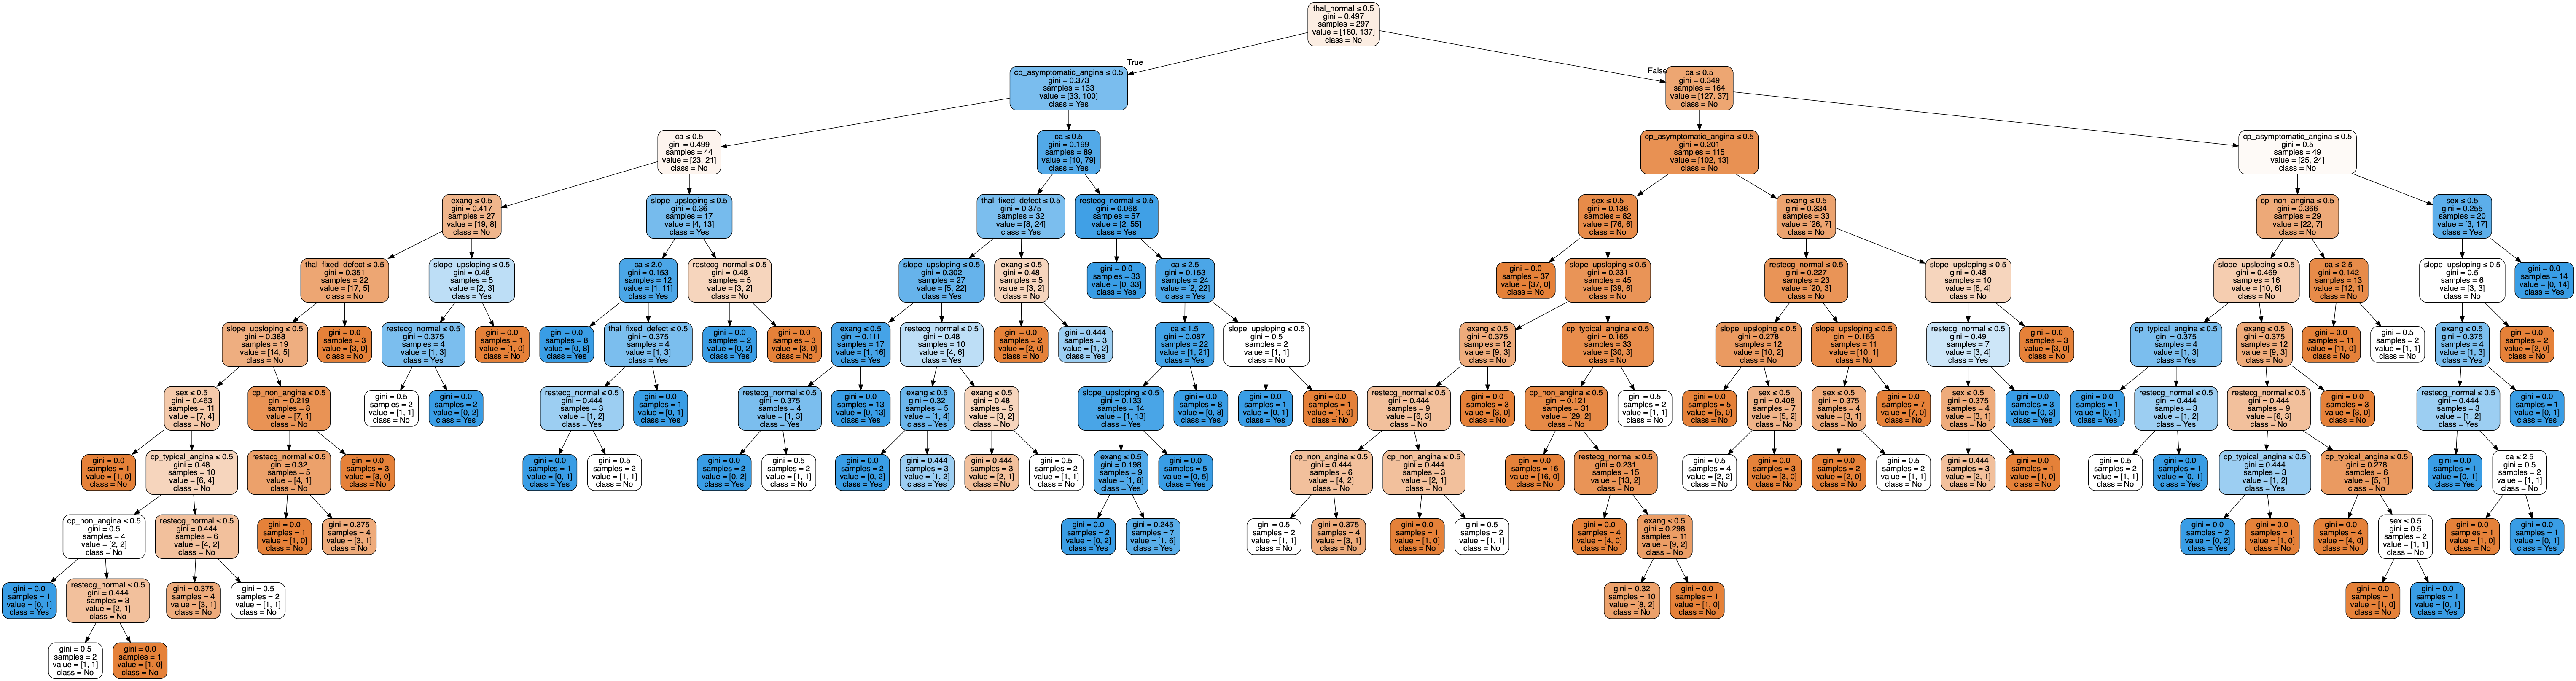 thal_normal ≤ 0.5
gini = 0.497
samples = 297
value = [160, 137]
class = No
True
False
cp_asymptomatic_angina ≤ 0.5
gini = 0.373
samples = 133
value = [33, 100]
class = Yes
ca ≤ 0.5
gini = 0.349
samples = 164
value = [127, 37]
class = No
ca ≤ 0.5
gini = 0.499
samples = 44
value = [23, 21]
class = No
ca ≤ 0.5
gini = 0.199
samples = 89
value = [10, 79]
class = Yes
cp_asymptomatic_angina ≤ 0.5
gini = 0.201
samples = 115
value = [102, 13]
class = No
cp_asymptomatic_angina ≤ 0.5
gini = 0.5
samples = 49
value = [25, 24]
class = No
exang ≤ 0.5
gini = 0.417
samples = 27
value = [19, 8]
class = No
slope_upsloping ≤ 0.5
gini = 0.36
samples = 17
value = [4, 13]
class = Yes
thal_fixed_defect ≤ 0.5
gini = 0.375
samples = 32
value = [8, 24]
class = Yes
restecg_normal ≤ 0.5
gini = 0.068
samples = 57
value = [2, 55]
class = Yes
sex ≤ 0.5
gini = 0.136
samples = 82
value = [76, 6]
class = No
exang ≤ 0.5
gini = 0.334
samples = 33
value = [26, 7]
class = No
cp_non_angina ≤ 0.5
gini = 0.366
samples = 29
value = [22, 7]
class = No
sex ≤ 0.5
gini = 0.255
samples = 20
value = [3, 17]
class = Yes
thal_fixed_defect ≤ 0.5
gini = 0.351
samples = 22
value = [17, 5]
class = No
slope_upsloping ≤ 0.5
gini = 0.48
samples = 5
value = [2, 3]
class = Yes
ca ≤ 2.0
gini = 0.153
samples = 12
value = [1, 11]
class = Yes
restecg_normal ≤ 0.5
gini = 0.48
samples = 5
value = [3, 2]
class = No
slope_upsloping ≤ 0.5
gini = 0.302
samples = 27
value = [5, 22]
class = Yes
exang ≤ 0.5
gini = 0.48
samples = 5
value = [3, 2]
class = No
gini = 0.0
samples = 33
value = [0, 33]
class = Yes
ca ≤ 2.5
gini = 0.153
samples = 24
value = [2, 22]
class = Yes
gini = 0.0
samples = 37
value = [37, 0]
class = No
slope_upsloping ≤ 0.5
gini = 0.231
samples = 45
value = [39, 6]
class = No
restecg_normal ≤ 0.5
gini = 0.227
samples = 23
value = [20, 3]
class = No
slope_upsloping ≤ 0.5
gini = 0.48
samples = 10
value = [6, 4]
class = No
slope_upsloping ≤ 0.5
gini = 0.469
samples = 16
value = [10, 6]
class = No
ca ≤ 2.5
gini = 0.142
samples = 13
value = [12, 1]
class = No
slope_upsloping ≤ 0.5
gini = 0.5
samples = 6
value = [3, 3]
class = No
gini = 0.0
samples = 14
value = [0, 14]
class = Yes
slope_upsloping ≤ 0.5
gini = 0.388
samples = 19
value = [14, 5]
class = No
gini = 0.0
samples = 3
value = [3, 0]
class = No
restecg_normal ≤ 0.5
gini = 0.375
samples = 4
value = [1, 3]
class = Yes
gini = 0.0
samples = 1
value = [1, 0]
class = No
gini = 0.0
samples = 8
value = [0, 8]
class = Yes
thal_fixed_defect ≤ 0.5
gini = 0.375
samples = 4
value = [1, 3]
class = Yes
gini = 0.0
samples = 2
value = [0, 2]
class = Yes
gini = 0.0
samples = 3
value = [3, 0]
class = No
exang ≤ 0.5
gini = 0.111
samples = 17
value = [1, 16]
class = Yes
restecg_normal ≤ 0.5
gini = 0.48
samples = 10
value = [4, 6]
class = Yes
gini = 0.0
samples = 2
value = [2, 0]
class = No
gini = 0.444
samples = 3
value = [1, 2]
class = Yes
ca ≤ 1.5
gini = 0.087
samples = 22
value = [1, 21]
class = Yes
slope_upsloping ≤ 0.5
gini = 0.5
samples = 2
value = [1, 1]
class = No
exang ≤ 0.5
gini = 0.375
samples = 12
value = [9, 3]
class = No
cp_typical_angina ≤ 0.5
gini = 0.165
samples = 33
value = [30, 3]
class = No
slope_upsloping ≤ 0.5
gini = 0.278
samples = 12
value = [10, 2]
class = No
slope_upsloping ≤ 0.5
gini = 0.165
samples = 11
value = [10, 1]
class = No
restecg_normal ≤ 0.5
gini = 0.49
samples = 7
value = [3, 4]
class = Yes
gini = 0.0
samples = 3
value = [3, 0]
class = No
cp_typical_angina ≤ 0.5
gini = 0.375
samples = 4
value = [1, 3]
class = Yes
exang ≤ 0.5
gini = 0.375
samples = 12
value = [9, 3]
class = No
gini = 0.0
samples = 11
value = [11, 0]
class = No
gini = 0.5
samples = 2
value = [1, 1]
class = No
exang ≤ 0.5
gini = 0.375
samples = 4
value = [1, 3]
class = Yes
gini = 0.0
samples = 2
value = [2, 0]
class = No
sex ≤ 0.5
gini = 0.463
samples = 11
value = [7, 4]
class = No
cp_non_angina ≤ 0.5
gini = 0.219
samples = 8
value = [7, 1]
class = No
gini = 0.5
samples = 2
value = [1, 1]
class = No
gini = 0.0
samples = 2
value = [0, 2]
class = Yes
restecg_normal ≤ 0.5
gini = 0.444
samples = 3
value = [1, 2]
class = Yes
gini = 0.0
samples = 1
value = [0, 1]
class = Yes
restecg_normal ≤ 0.5
gini = 0.375
samples = 4
value = [1, 3]
class = Yes
gini = 0.0
samples = 13
value = [0, 13]
class = Yes
exang ≤ 0.5
gini = 0.32
samples = 5
value = [1, 4]
class = Yes
exang ≤ 0.5
gini = 0.48
samples = 5
value = [3, 2]
class = No
slope_upsloping ≤ 0.5
gini = 0.133
samples = 14
value = [1, 13]
class = Yes
gini = 0.0
samples = 8
value = [0, 8]
class = Yes
gini = 0.0
samples = 1
value = [0, 1]
class = Yes
gini = 0.0
samples = 1
value = [1, 0]
class = No
restecg_normal ≤ 0.5
gini = 0.444
samples = 9
value = [6, 3]
class = No
gini = 0.0
samples = 3
value = [3, 0]
class = No
cp_non_angina ≤ 0.5
gini = 0.121
samples = 31
value = [29, 2]
class = No
gini = 0.5
samples = 2
value = [1, 1]
class = No
gini = 0.0
samples = 5
value = [5, 0]
class = No
sex ≤ 0.5
gini = 0.408
samples = 7
value = [5, 2]
class = No
sex ≤ 0.5
gini = 0.375
samples = 4
value = [3, 1]
class = No
gini = 0.0
samples = 7
value = [7, 0]
class = No
sex ≤ 0.5
gini = 0.375
samples = 4
value = [3, 1]
class = No
gini = 0.0
samples = 3
value = [0, 3]
class = Yes
gini = 0.0
samples = 1
value = [0, 1]
class = Yes
restecg_normal ≤ 0.5
gini = 0.444
samples = 3
value = [1, 2]
class = Yes
restecg_normal ≤ 0.5
gini = 0.444
samples = 9
value = [6, 3]
class = No
gini = 0.0
samples = 3
value = [3, 0]
class = No
restecg_normal ≤ 0.5
gini = 0.444
samples = 3
value = [1, 2]
class = Yes
gini = 0.0
samples = 1
value = [0, 1]
class = Yes
gini = 0.0
samples = 1
value = [1, 0]
class = No
cp_typical_angina ≤ 0.5
gini = 0.48
samples = 10
value = [6, 4]
class = No
restecg_normal ≤ 0.5
gini = 0.32
samples = 5
value = [4, 1]
class = No
gini = 0.0
samples = 3
value = [3, 0]
class = No
gini = 0.0
samples = 1
value = [0, 1]
class = Yes
gini = 0.5
samples = 2
value = [1, 1]
class = No
gini = 0.0
samples = 2
value = [0, 2]
class = Yes
gini = 0.5
samples = 2
value = [1, 1]
class = No
gini = 0.0
samples = 2
value = [0, 2]
class = Yes
gini = 0.444
samples = 3
value = [1, 2]
class = Yes
gini = 0.444
samples = 3
value = [2, 1]
class = No
gini = 0.5
samples = 2
value = [1, 1]
class = No
exang ≤ 0.5
gini = 0.198
samples = 9
value = [1, 8]
class = Yes
gini = 0.0
samples = 5
value = [0, 5]
class = Yes
cp_non_angina ≤ 0.5
gini = 0.444
samples = 6
value = [4, 2]
class = No
cp_non_angina ≤ 0.5
gini = 0.444
samples = 3
value = [2, 1]
class = No
gini = 0.0
samples = 16
value = [16, 0]
class = No
restecg_normal ≤ 0.5
gini = 0.231
samples = 15
value = [13, 2]
class = No
gini = 0.5
samples = 4
value = [2, 2]
class = No
gini = 0.0
samples = 3
value = [3, 0]
class = No
gini = 0.0
samples = 2
value = [2, 0]
class = No
gini = 0.5
samples = 2
value = [1, 1]
class = No
gini = 0.444
samples = 3
value = [2, 1]
class = No
gini = 0.0
samples = 1
value = [1, 0]
class = No
gini = 0.5
samples = 2
value = [1, 1]
class = No
gini = 0.0
samples = 1
value = [0, 1]
class = Yes
cp_typical_angina ≤ 0.5
gini = 0.444
samples = 3
value = [1, 2]
class = Yes
cp_typical_angina ≤ 0.5
gini = 0.278
samples = 6
value = [5, 1]
class = No
gini = 0.0
samples = 1
value = [0, 1]
class = Yes
ca ≤ 2.5
gini = 0.5
samples = 2
value = [1, 1]
class = No
cp_non_angina ≤ 0.5
gini = 0.5
samples = 4
value = [2, 2]
class = No
restecg_normal ≤ 0.5
gini = 0.444
samples = 6
value = [4, 2]
class = No
gini = 0.0
samples = 1
value = [1, 0]
class = No
gini = 0.375
samples = 4
value = [3, 1]
class = No
gini = 0.0
samples = 2
value = [0, 2]
class = Yes
gini = 0.245
samples = 7
value = [1, 6]
class = Yes
gini = 0.5
samples = 2
value = [1, 1]
class = No
gini = 0.375
samples = 4
value = [3, 1]
class = No
gini = 0.0
samples = 1
value = [1, 0]
class = No
gini = 0.5
samples = 2
value = [1, 1]
class = No
gini = 0.0
samples = 4
value = [4, 0]
class = No
exang ≤ 0.5
gini = 0.298
samples = 11
value = [9, 2]
class = No
gini = 0.0
samples = 2
value = [0, 2]
class = Yes
gini = 0.0
samples = 1
value = [1, 0]
class = No
gini = 0.0
samples = 4
value = [4, 0]
class = No
sex ≤ 0.5
gini = 0.5
samples = 2
value = [1, 1]
class = No
gini = 0.0
samples = 1
value = [1, 0]
class = No
gini = 0.0
samples = 1
value = [0, 1]
class = Yes
gini = 0.0
samples = 1
value = [0, 1]
class = Yes
restecg_normal ≤ 0.5
gini = 0.444
samples = 3
value = [2, 1]
class = No
gini = 0.375
samples = 4
value = [3, 1]
class = No
gini = 0.5
samples = 2
value = [1, 1]
class = No
gini = 0.32
samples = 10
value = [8, 2]
class = No
gini = 0.0
samples = 1
value = [1, 0]
class = No
gini = 0.0
samples = 1
value = [1, 0]
class = No
gini = 0.0
samples = 1
value = [0, 1]
class = Yes
gini = 0.5
samples = 2
value = [1, 1]
class = No
gini = 0.0
samples = 1
value = [1, 0]
class = No